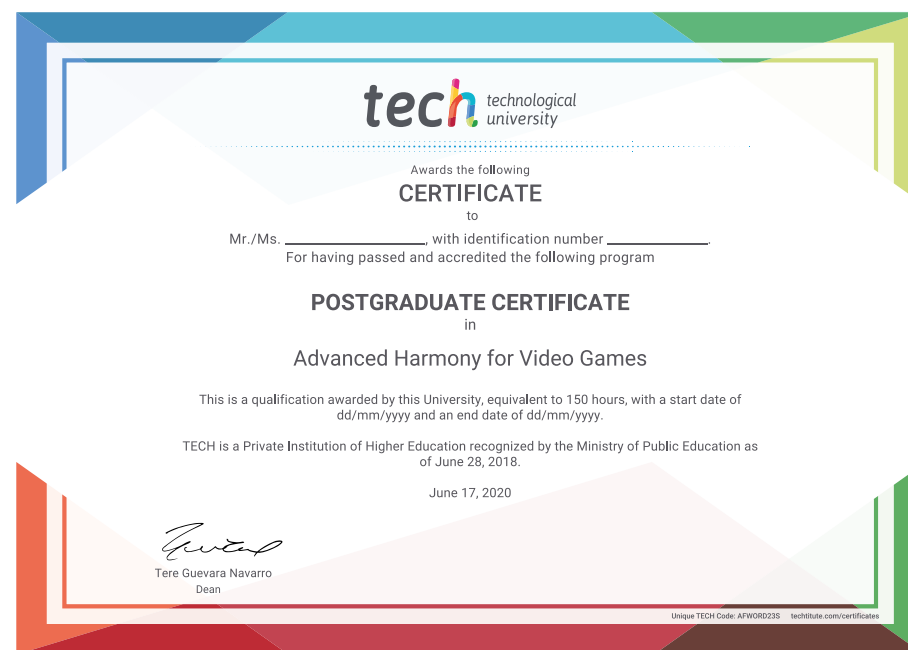 tech technological
university
Awards the following
CERTIFICATE
to
Mr./Ms. ____________________, with identification number ______________.
For having passed and accredited the following program
POSTGRADUATE CERTIFICATE
in
Advanced Harmony for Video Games
This is a qualification awarded by this University, equivalent to 150 hours, with a start date of
dd/mm/yyyy and an end date of dd/mm/yyyy.
TECH is a Private Institution of Higher Education recognized by the Ministry of Public Education as
of June 28, 2018.
June 17, 2020
Tere Guevara Navarro
Dean
Unique TECH Code: AFWORD23S techtitute.com/certificates